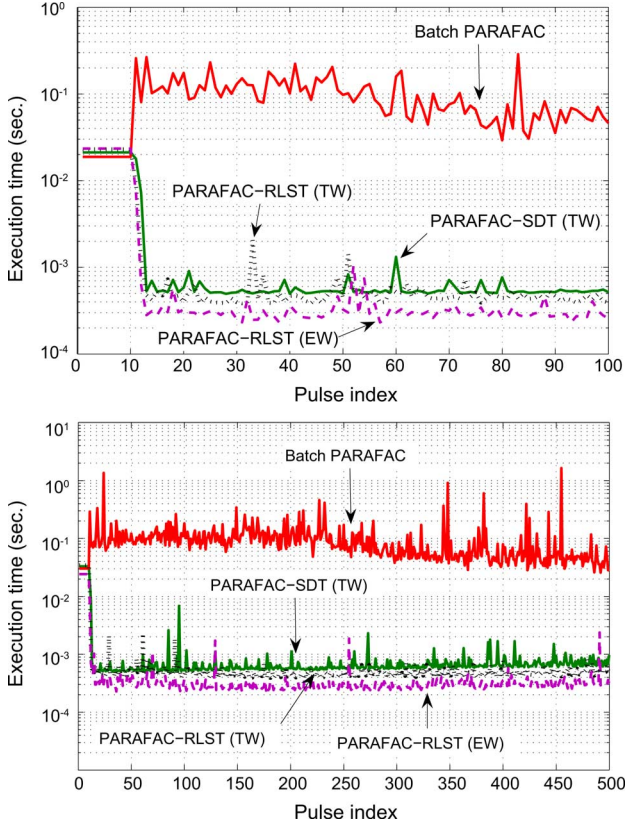 10^0
Batch PARAFAC
10^-1
10^-2
PARAFAC-RLST (TW)
PARAFAC-SDT (TW)
10^-3
PARAFAC-RLST (EW)
10^-4
0 10 20 30 40 50 60 70 80 90 100
Pulse index
Execution time (sec.)
10^1
Batch PARAFAC
10^0
10^-1
10^-2
PARAFAC-SDT (TW)
10^-3
10^-4
PARAFAC-RLST (TW)
PARAFAC-RLST (EW)
0 50 100 150 200 250 300 350 400 450 500
Pulse index
Execution time (sec.)